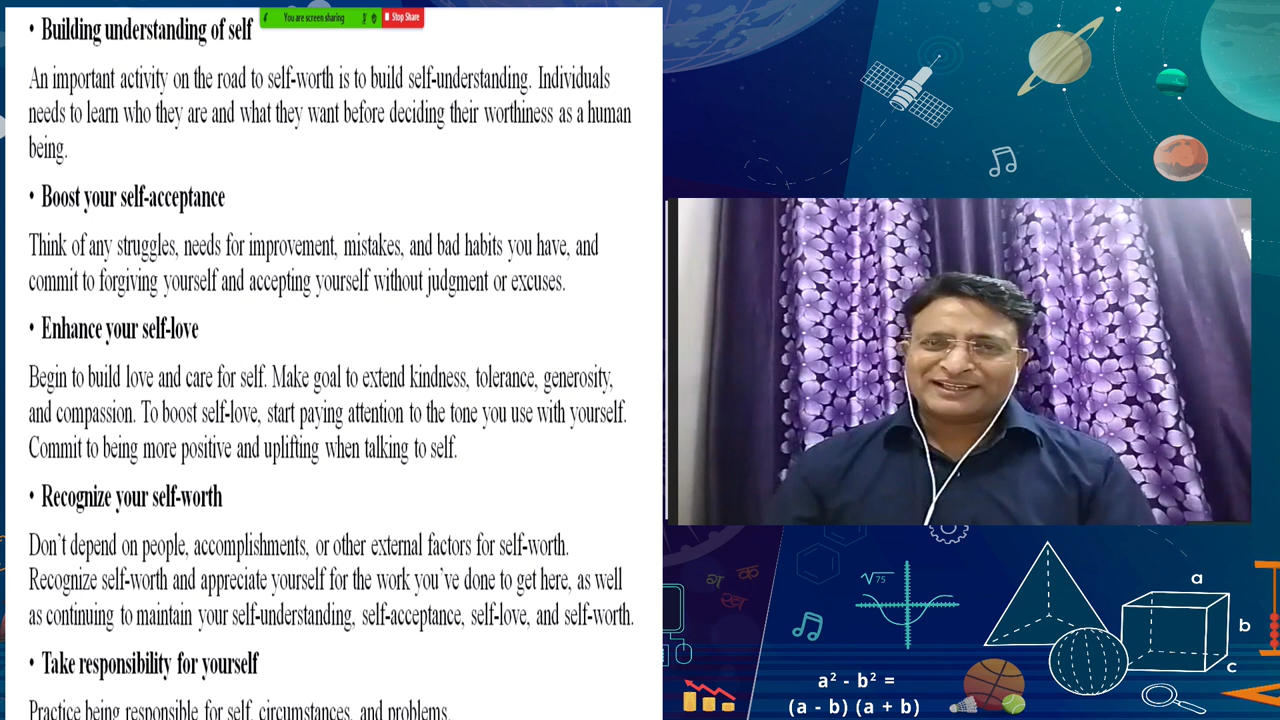 You are screen sharing
Stop Share
• Building understanding of self
An important activity on the road to self-worth is to build self-understanding. Individuals
needs to learn who they are and what they want before deciding their worthiness as a human
being.
• Boost your self-acceptance
Think of any struggles, needs for improvement, mistakes, and bad habits you have, and
commit to forgiving yourself and accepting yourself without judgment or excuses.
• Enhance your self-love
Begin to build love and care for self. Make goal to extend kindness, tolerance, generosity,
and compassion. To boost self-love, start paying attention to the tone you use with yourself.
Commit to being more positive and uplifting when talking to self.
• Recognize your self-worth
Don’t depend on people, accomplishments, or other external factors for self-worth.
Recognize self-worth and appreciate yourself for the work you’ve done to get here, as well
as continuing to maintain your self-understanding, self-acceptance, self-love, and self-worth.
• Take responsibility for yourself
Practice being responsible for self, circumstances, and problems.
ग क
ख
√75
a
b
c
a² - b² =
(a - b) (a + b)